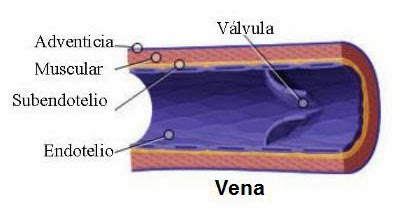 Válvula
Adventicia
Muscular
Subendotelio
Endotelio
Vena